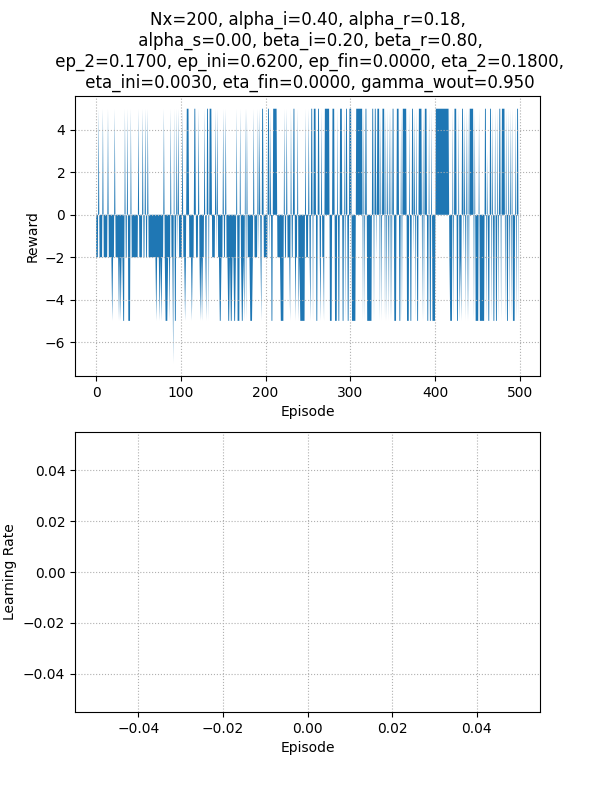 Nx=200, alpha_i=0.40, alpha_r=0.18,
alpha_s=0.00, beta_i=0.20, beta_r=0.80,
ep_2=0.1700, ep_ini=0.6200, ep_fin=0.0000, eta_2=0.1800,
eta_ini=0.0030, eta_fin=0.0000, gamma_wout=0.950
4
2
0
−2
−4
−6
Reward
0 100 200 300 400 500
Episode
0.04
0.02
0.00
−0.02
−0.04
Learning Rate
−0.04 −0.02 0.00 0.02 0.04
Episode